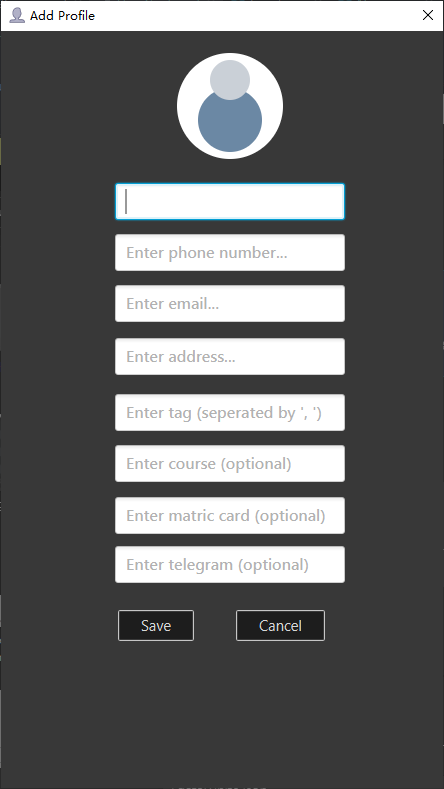 Add Profile
Enter phone number...
Enter email...
Enter address...
Enter tag (seperated by ', ')
Enter course (optional)
Enter matric card (optional)
Enter telegram (optional)
Save
Cancel